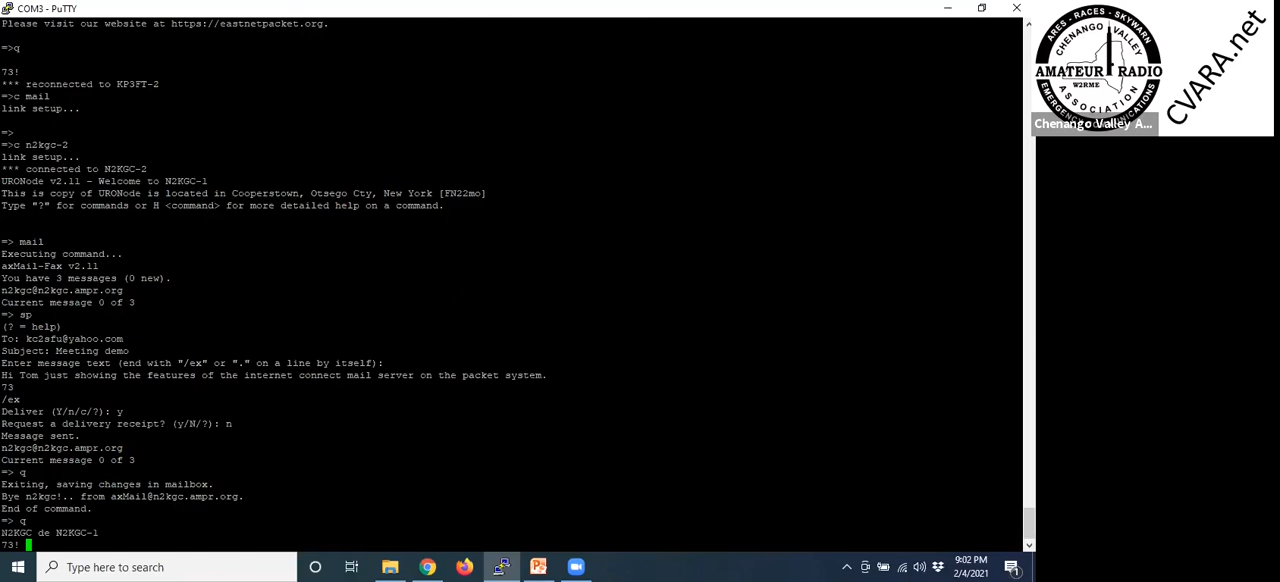 COM3 - PuTTY
Please visit our website at https://eastnetpacket.org.
=>q
73!
*** reconnected to KP3FT-2
=>c mail
link setup...
=>
=>c n2kgc-2
link setup...
*** connected to N2KGC-2
URONode v2.11 - Welcome to N2KGC-1
This is copy of URONode is located in Cooperstown, Otsego Cty, New York [FN22mo]
Type "?" for commands or H <command> for more detailed help on a command.
=> mail
Executing command...
axMail-Fax v2.11
You have 3 messages (0 new).
n2kgc@n2kgc.ampr.org
Current message 0 of 3
=> sp
(? = help)
To: kc2sfu@yahoo.com
Subject: Meeting demo
Enter message text (end with "/ex" or "." on a line by itself):
Hi Tom just showing the features of the internet connect mail server on the packet system.
73
/ex
Deliver (Y/n/c/?): y
Request a delivery receipt? (y/N/?): n
Message sent.
n2kgc@n2kgc.ampr.org
Current message 0 of 3
=> q
Exiting, saving changes in mailbox.
Bye n2kgc!.. from axMail@n2kgc.ampr.org.
End of command.
=> q
N2KGC de N2KGC-1
73!
ARES - RACES - SKYWARN
CHENANGO VALLEY
AMATEUR RADIO
W2RME
ASSOCIATION
CVARA.net
Chenango Valley A...
Type here to search
9:02 PM
2/4/2021
1